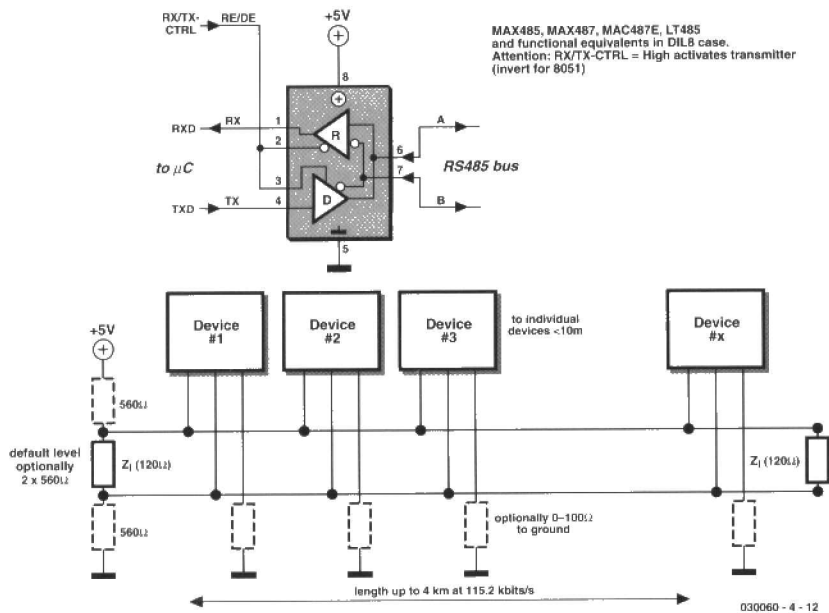 RX/TX-
CTRL
RE/DE
+5V
MAX485, MAX487, MAC487E, LT485
and functional equivalents in DIL8 case.
Attention: RX/TX-CTRL = High activates transmitter
(invert for 8051)
8
RXD
RX
1
R
A
2
6
to µC
RS485 bus
3
7
TXD
TX
4
D
B
5
+5V
Device
#1
Device
#2
Device
#3
to individual
devices <10m
Device
#x
560Ω
default level
optionally
2 x 560Ω
Zl (120Ω)
Zl (120Ω)
560Ω
optionally 0–100Ω
to ground
length up to 4 km at 115.2 kbits/s
030060 - 4 - 12